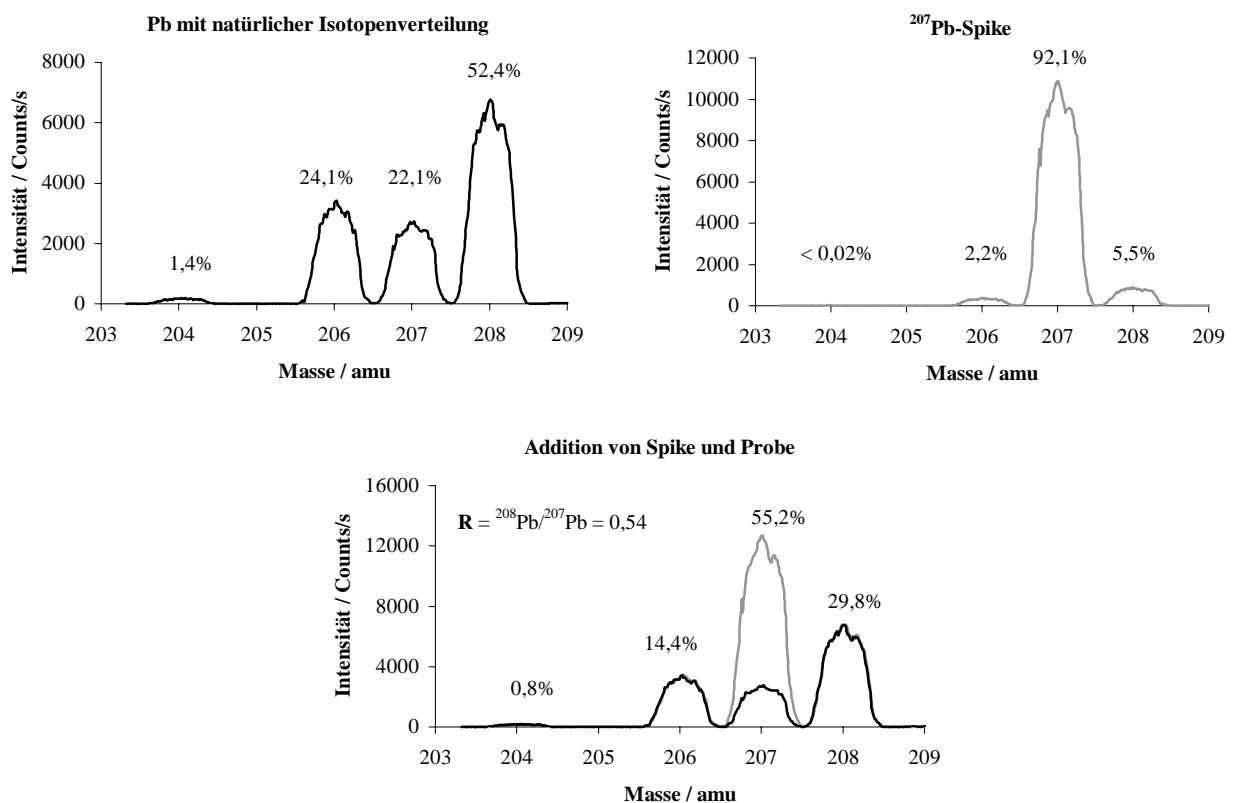 Pb mit natürlicher Isotopenverteilung
Intensität / Counts/s
8000
6000
4000
2000
0
1,4%
24,1%
22,1%
52,4%
203 204 205 206 207 208 209
Masse / amu
²⁰⁷Pb-Spike
Intensität / Counts/s
12000
10000
8000
6000
4000
2000
0
< 0,02%
2,2%
92,1%
5,5%
203 204 205 206 207 208 209
Masse / amu
Addition von Spike und Probe
Intensität / Counts/s
16000
12000
8000
4000
0
R = ²⁰⁸Pb/²⁰⁷Pb = 0,54
0,8%
14,4%
55,2%
29,8%
203 204 205 206 207 208 209
Masse / amu